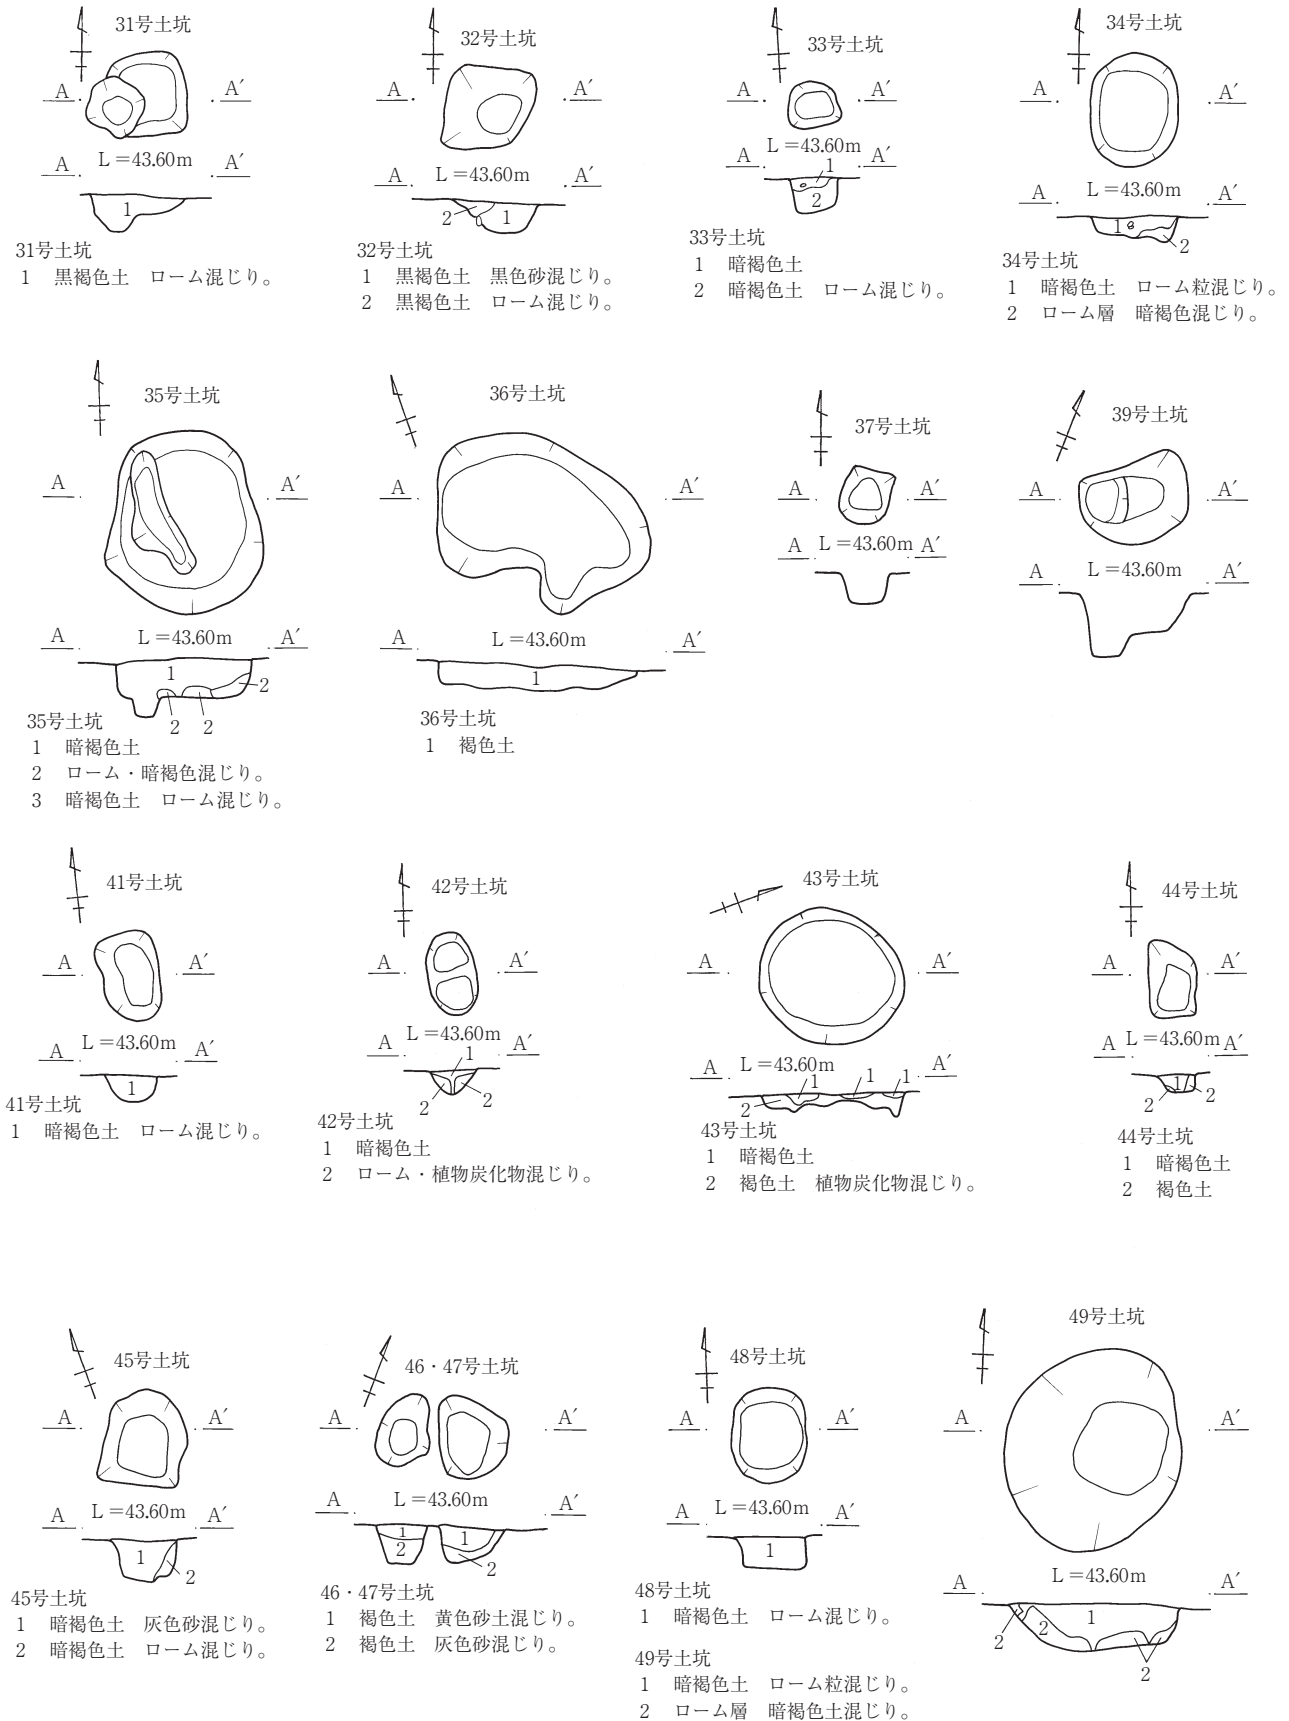 31号土坑
A A′
L＝43.60m
A A′
1
31号土坑
1 黒褐色土 ローム混じり。
32号土坑
A A′
L＝43.60m
A A′
2 1
32号土坑
1 黒褐色土 黒色砂混じり。
2 黒褐色土 ローム混じり。
33号土坑
A A′
L＝43.60m
A A′
1
2
33号土坑
1 暗褐色土
2 暗褐色土 ローム混じり。
34号土坑
A A′
L＝43.60m
A A′
1
2
34号土坑
1 暗褐色土 ローム粒混じり。
2 ローム層 暗褐色混じり。
35号土坑
A A′
A L＝43.60m A′
1
2
2 2
35号土坑
1 暗褐色土
2 ローム・暗褐色混じり。
3 暗褐色土 ローム混じり。
36号土坑
A A′
A L＝43.60m A′
1
36号土坑
1 褐色土
37号土坑
A A′
A L＝43.60m A′
39号土坑
A A′
A L＝43.60m A′
41号土坑
A A′
L＝43.60m
A A′
1
41号土坑
1 暗褐色土 ローム混じり。
42号土坑
A A′
L＝43.60m
A A′
1
2 2
42号土坑
1 暗褐色土
2 ローム・植物炭化物混じり。
43号土坑
A A′
A L＝43.60m A′
1 1 1
2
43号土坑
1 暗褐色土
2 褐色土 植物炭化物混じり。
44号土坑
A A′
A L＝43.60m A′
1
2 2
44号土坑
1 暗褐色土
2 褐色土
45号土坑
A A′
L＝43.60m
A A′
1
2
45号土坑
1 暗褐色土 灰色砂混じり。
2 暗褐色土 ローム混じり。
46・47号土坑
A A′
A L＝43.60m A′
1 1
2 2
46・47号土坑
1 褐色土 黄色砂土混じり。
2 褐色土 灰色砂混じり。
48号土坑
A A′
L＝43.60m
A A′
1
48号土坑
1 暗褐色土 ローム混じり。
49号土坑
A A′
L＝43.60m
A A′
1
2 2
2
49号土坑
1 暗褐色土 ローム粒混じり。
2 ローム層 暗褐色土混じり。